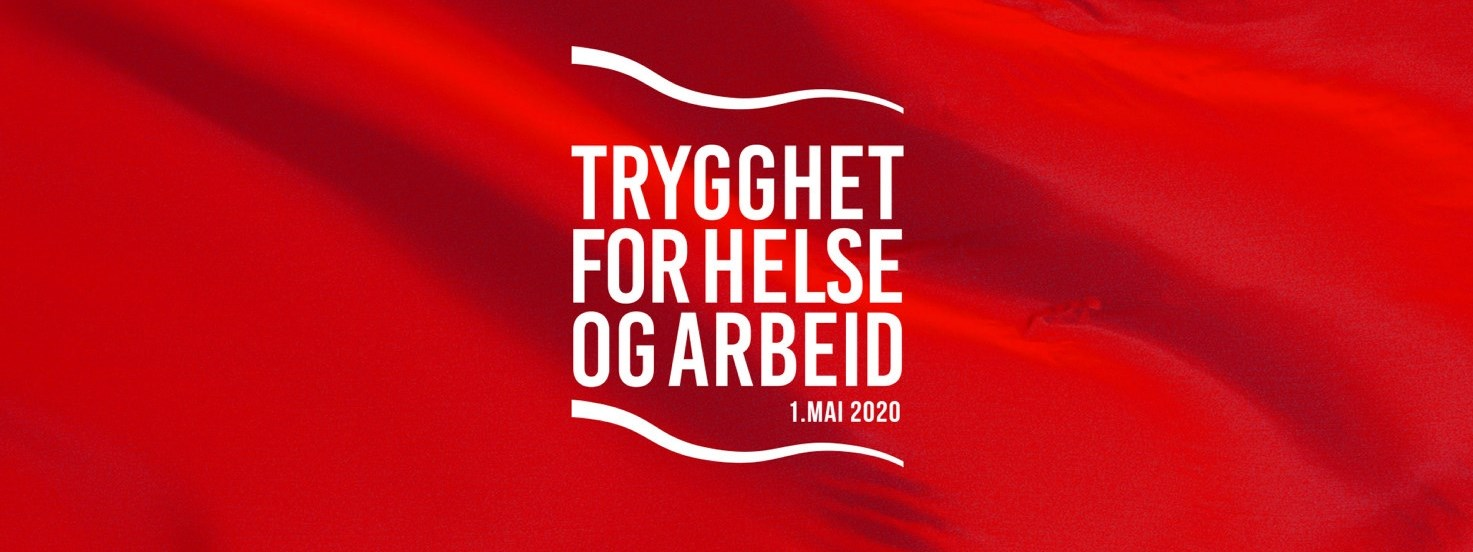 TRYGGHET
FOR HELSE
OG ARBEID
1.MAI 2020